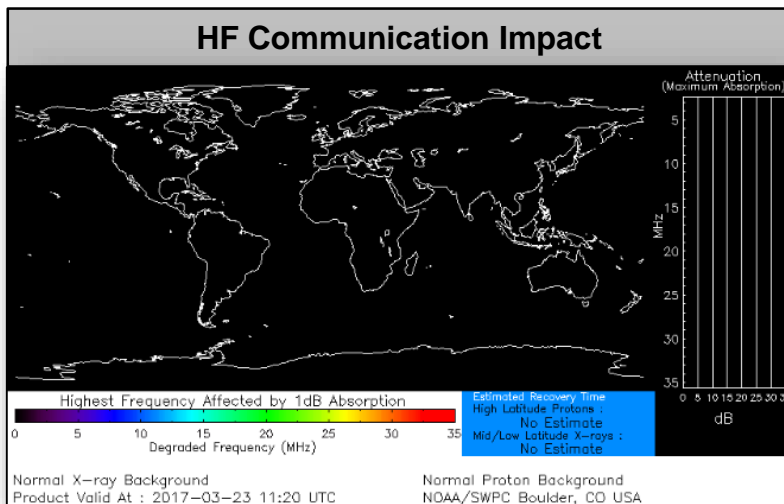 HF Communication Impact
Attenuation
(Maximum Absorption)
5
10
15
20
25
30
35
MHz
0 5 10 15 20 25 30
dB
Highest Frequency Affected by 1dB Absorption
0 5 10 15 20 25 30 35
Degraded Frequency (MHz)
Estimated Recovery Time
High Latitude Protons :
No Estimate
Mid/Low Latitude X-rays :
No Estimate
Normal X-ray Background
Product Valid At : 2017-03-23 11:20 UTC
Normal Proton Background
NOAA/SWPC Boulder, CO USA